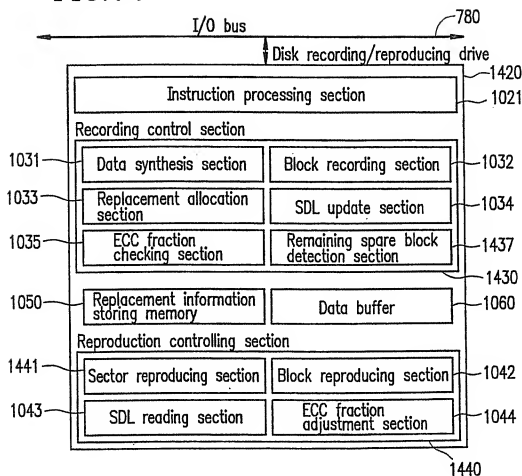 I/O bus
780
Disk recording/reproducing drive
1420
Instruction processing section
1021
Recording control section
1031
Data synthesis section
Block recording section
1032
1033
Replacement allocation
section
SDL update section
1034
1035
ECC fraction
checking section
Remaining spare block
detection section
1437
1430
1050
Replacement information
storing memory
Data buffer
1060
Reproduction controlling section
1441
Sector reproducing section
Block reproducing section
1042
1043
SDL reading section
ECC fraction
adjustment section
1044
1440